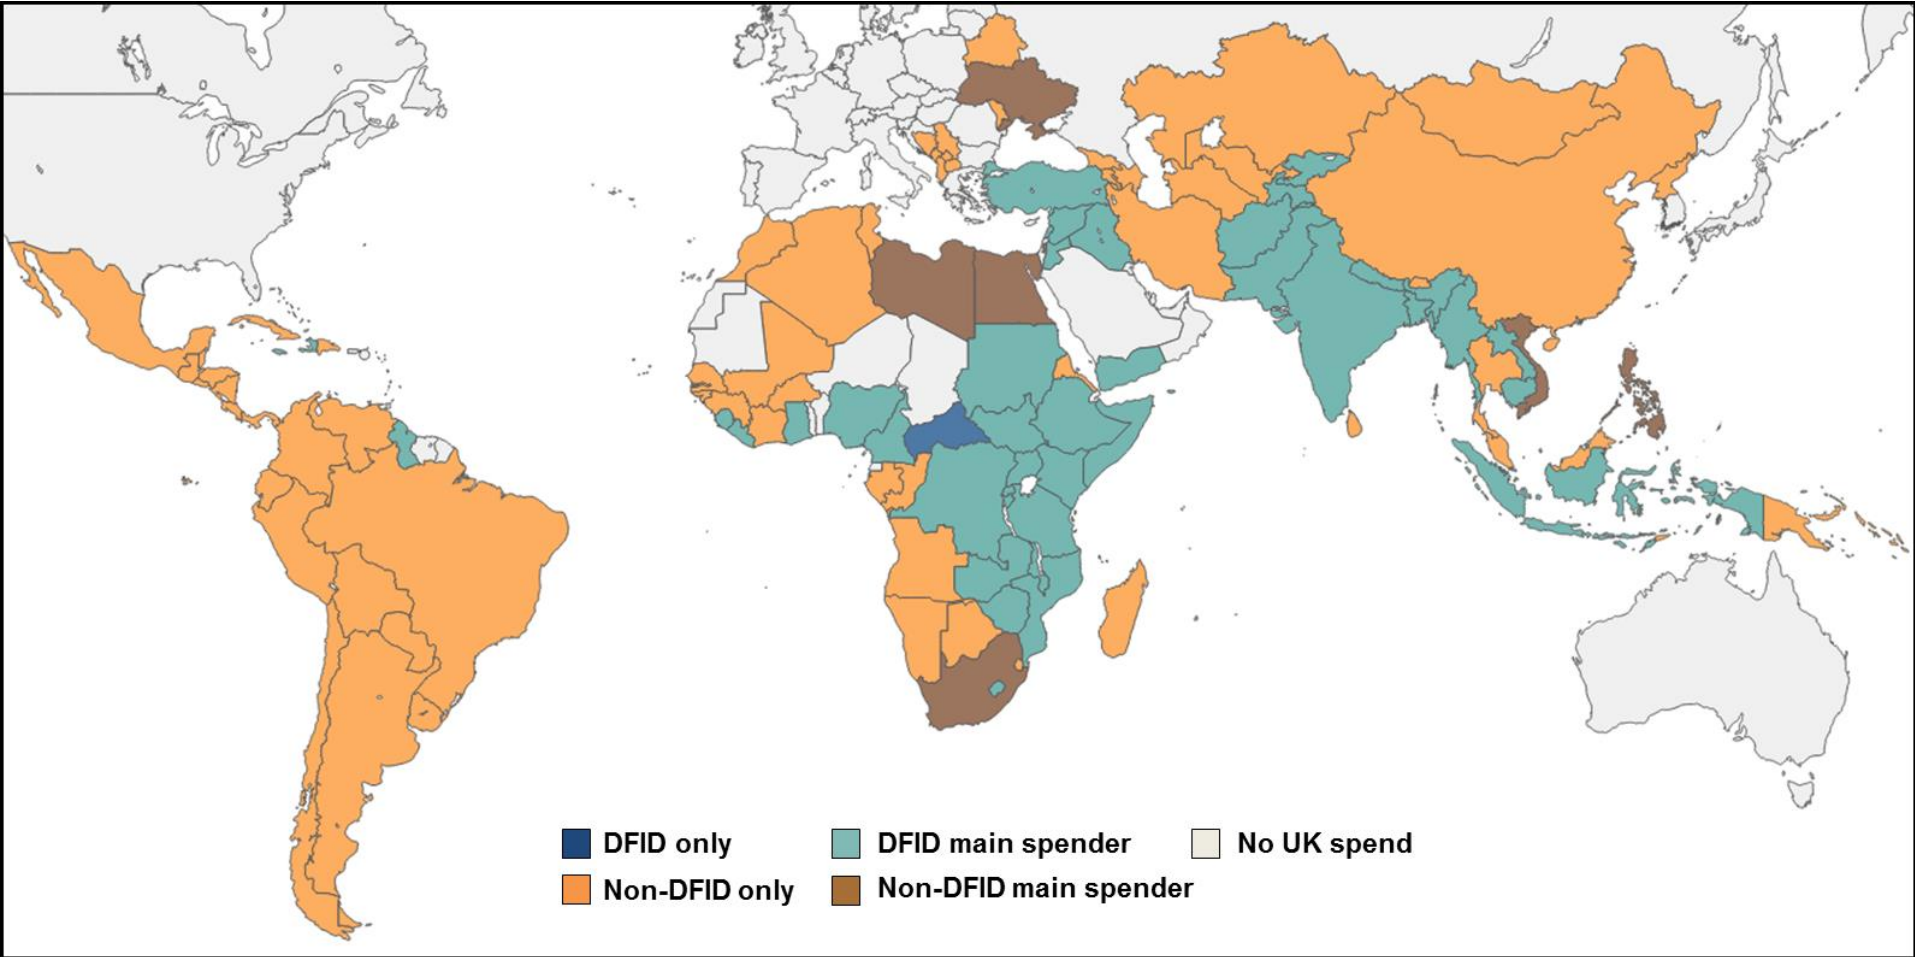 DFID only
DFID main spender
No UK spend
Non-DFID only
Non-DFID main spender